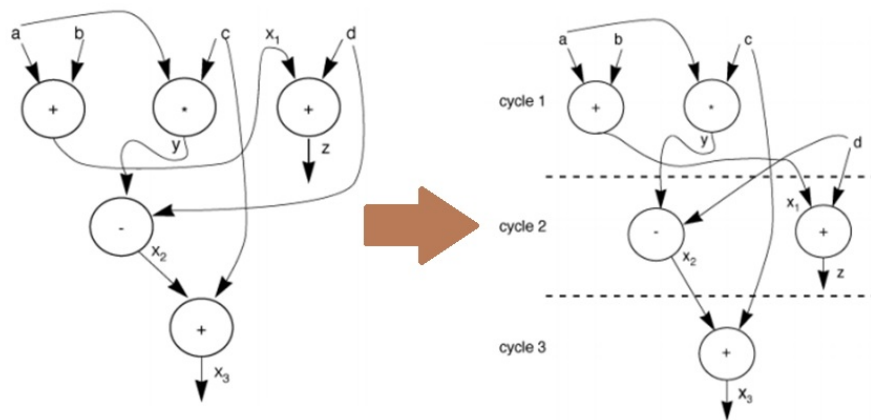 a b c x₁ d
+ * +
y z
-
x₂
+
x₃
a b c
cycle 1
+ *
y d
cycle 2
x₁
- +
x₂ z
cycle 3
+
x₃